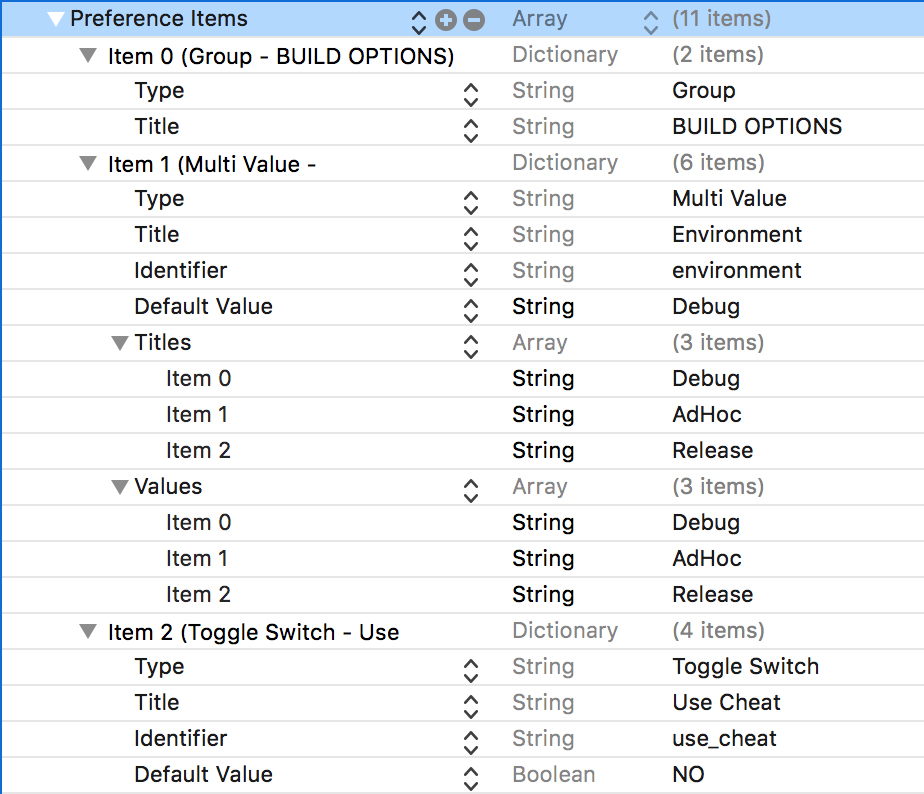 Preference Items Array (11 items)
Item 0 (Group - BUILD OPTIONS) Dictionary (2 items)
Type String Group
Title String BUILD OPTIONS
Item 1 (Multi Value - Dictionary (6 items)
Type String Multi Value
Title String Environment
Identifier String environment
Default Value String Debug
Titles Array (3 items)
Item 0 String Debug
Item 1 String AdHoc
Item 2 String Release
Values Array (3 items)
Item 0 String Debug
Item 1 String AdHoc
Item 2 String Release
Item 2 (Toggle Switch - Use Dictionary (4 items)
Type String Toggle Switch
Title String Use Cheat
Identifier String use_cheat
Default Value Boolean NO